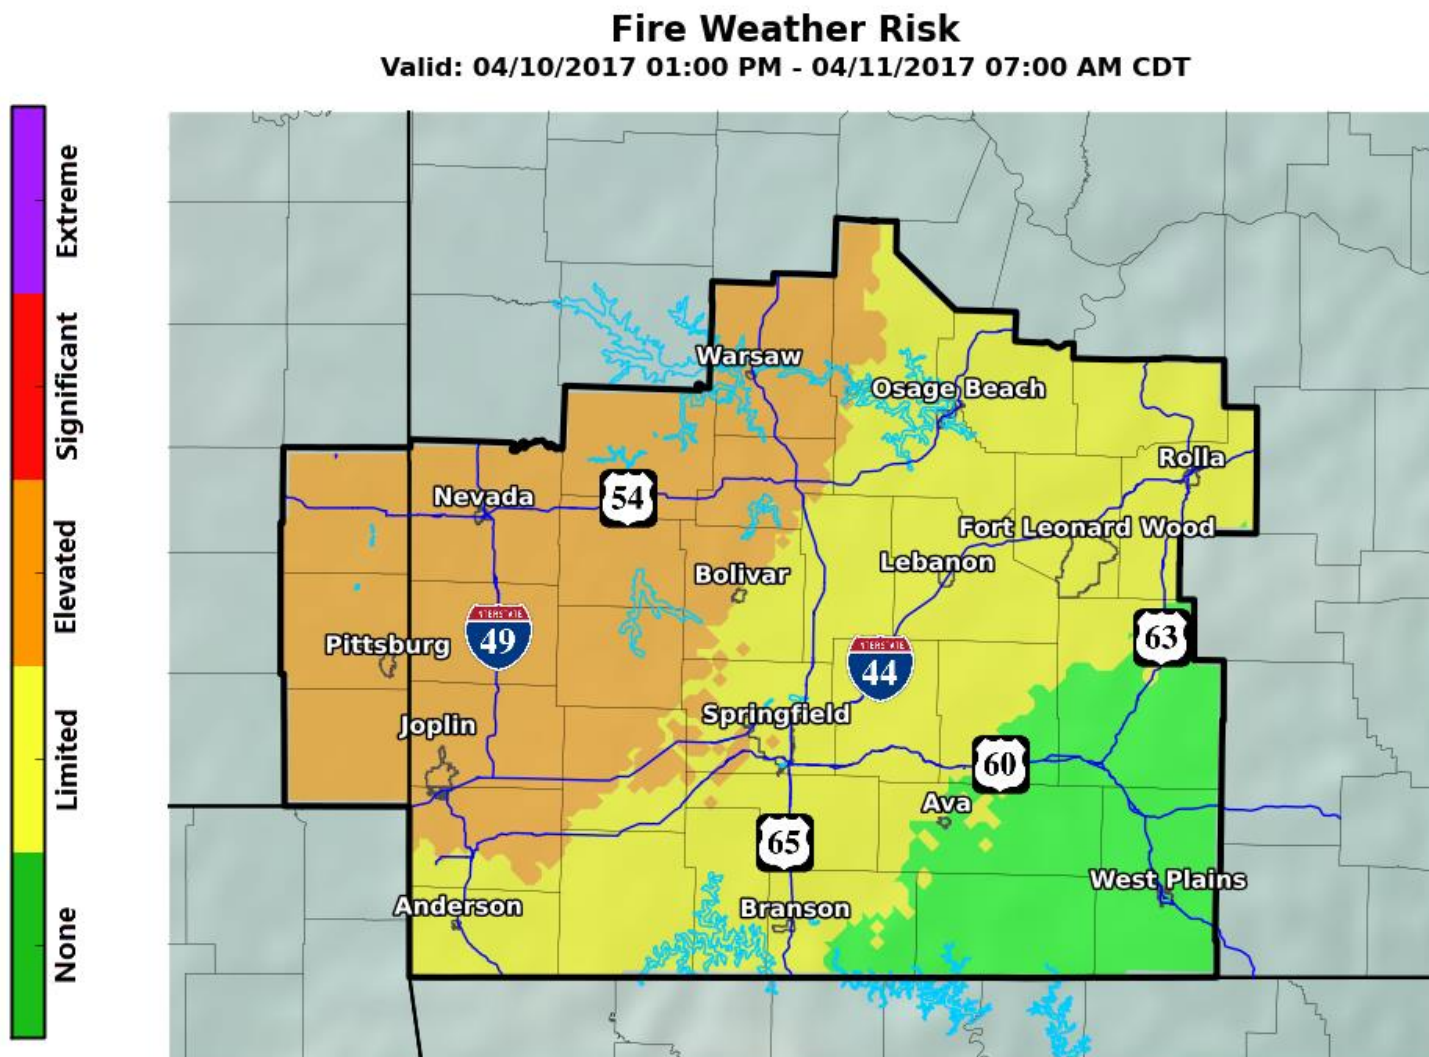 Fire Weather Risk
Valid: 04/10/2017 01:00 PM - 04/11/2017 07:00 AM CDT
Extreme
Significant
Elevated
Limited
None
Warsaw
Osage Beach
Rolla
Nevada
54
Fort Leonard Wood
Lebanon
Bolivar
INTERSTATE
49
63
Pittsburg
INTERSTATE
44
Springfield
Joplin
60
Ava
65
West Plains
Anderson
Branson